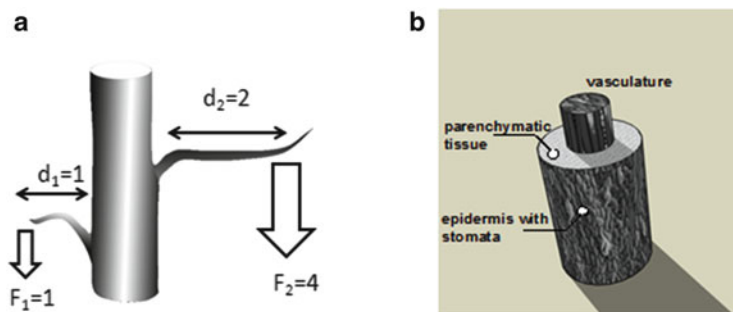 a
d₂=2
d₁=1
F₁=1
F₂=4
b
vasculature
parenchymatic
tissue
epidermis with
stomata